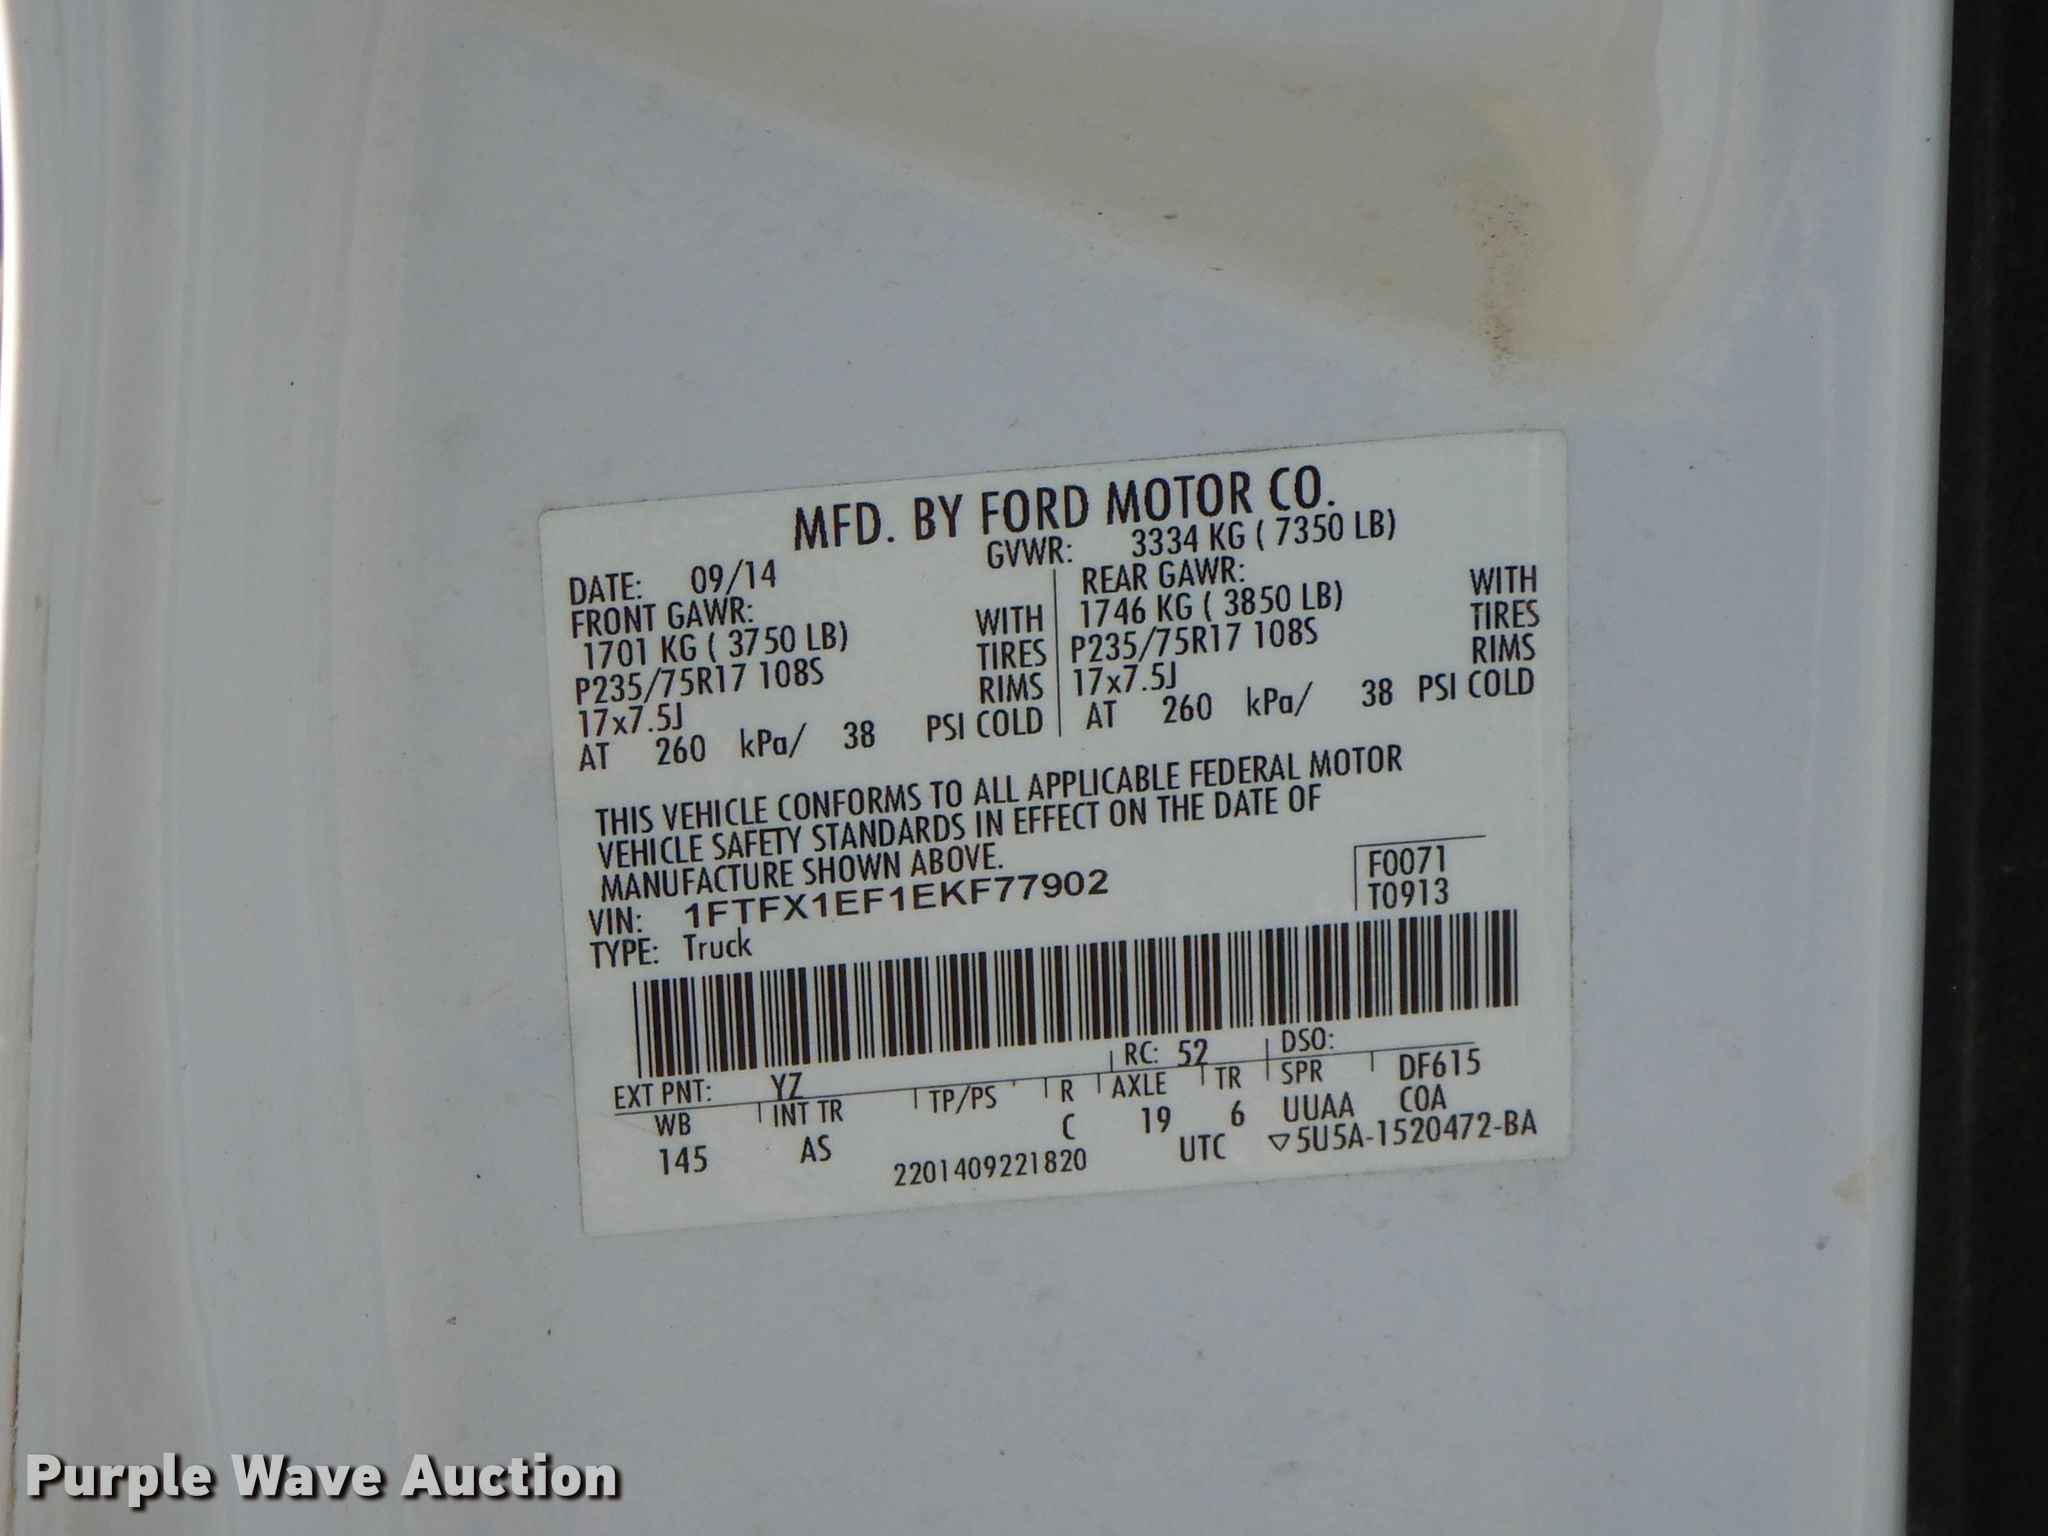 MFD. BY FORD MOTOR CO.
DATE: 09/14 GVWR: 3334 KG ( 7350 LB)
FRONT GAWR: REAR GAWR:
1701 KG ( 3750 LB) WITH 1746 KG ( 3850 LB) WITH
P235/75R17 108S TIRES P235/75R17 108S TIRES
17x7.5J RIMS 17x7.5J RIMS
AT 260 kPa/ 38 PSI COLD AT 260 kPa/ 38 PSI COLD
THIS VEHICLE CONFORMS TO ALL APPLICABLE FEDERAL MOTOR
VEHICLE SAFETY STANDARDS IN EFFECT ON THE DATE OF
MANUFACTURE SHOWN ABOVE.
VIN: 1FTFX1EF1EKF77902 F0071
TYPE: Truck T0913
EXT PNT: YZ RC: 52 DSO:
WB INT TR TP/PS R AXLE TR SPR DF615
145 AS C 19 6 UUAA COA
2201409221820 UTC ▽5U5A-1520472-BA
Purple Wave Auction